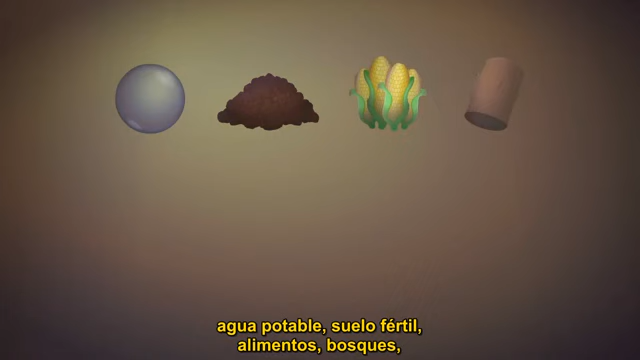 agua potable, suelo fértil,
alimentos, bosques,